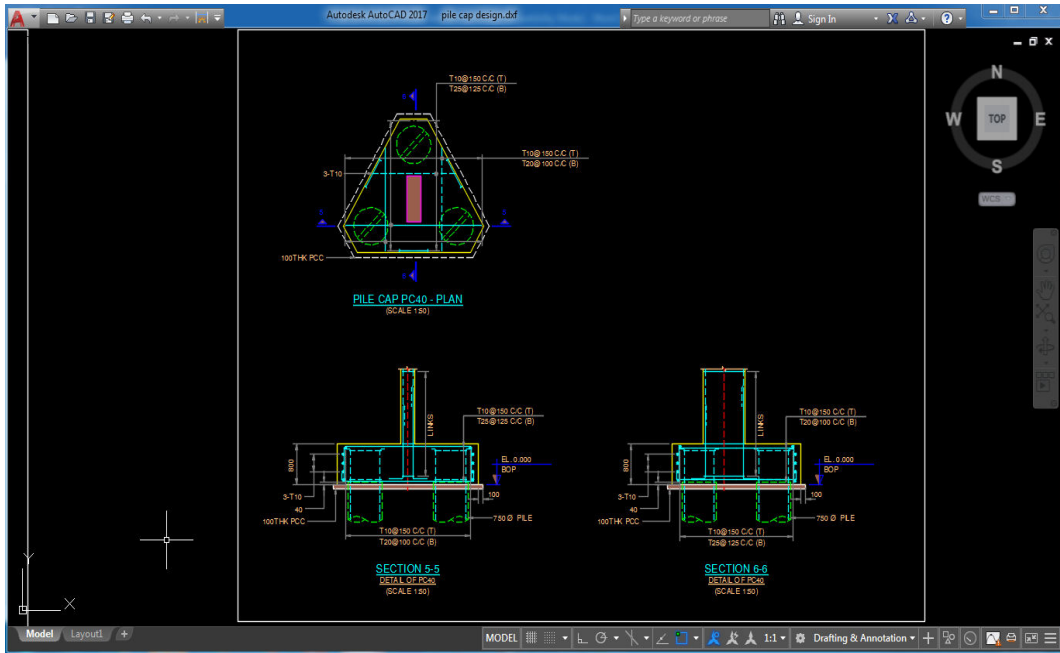 Autodesk AutoCAD 2017 pile cap design.dxf
Type a keyword or phrase
Sign In
N
W TOP E
S
WCS
T10@150 C/C (T)
T25@125 C/C (B)
T10@150 C/C (T)
T20@100 C/C (B)
3-T10
100THK PCC
PILE CAP PC40 - PLAN
(SCALE 1:50)
LINKS
T10@150 C/C (T)
T25@125 C/C (B)
EL. 0.000
BOP
800
3-T10
40
100THK PCC
100
750 Ø PILE
T10@150 C/C (T)
T20@100 C/C (B)
SECTION 5-5
DETAIL OF PC40
(SCALE 1:50)
LINKS
T10@150 C/C (T)
T20@100 C/C (B)
EL. 0.000
BOP
800
3-T10
40
100THK PCC
100
750 Ø PILE
T10@150 C/C (T)
T25@125 C/C (B)
SECTION 6-6
DETAIL OF PC40
(SCALE 1:50)
Y
X
Model Layout1 +
MODEL 1:1 Drafting & Annotation